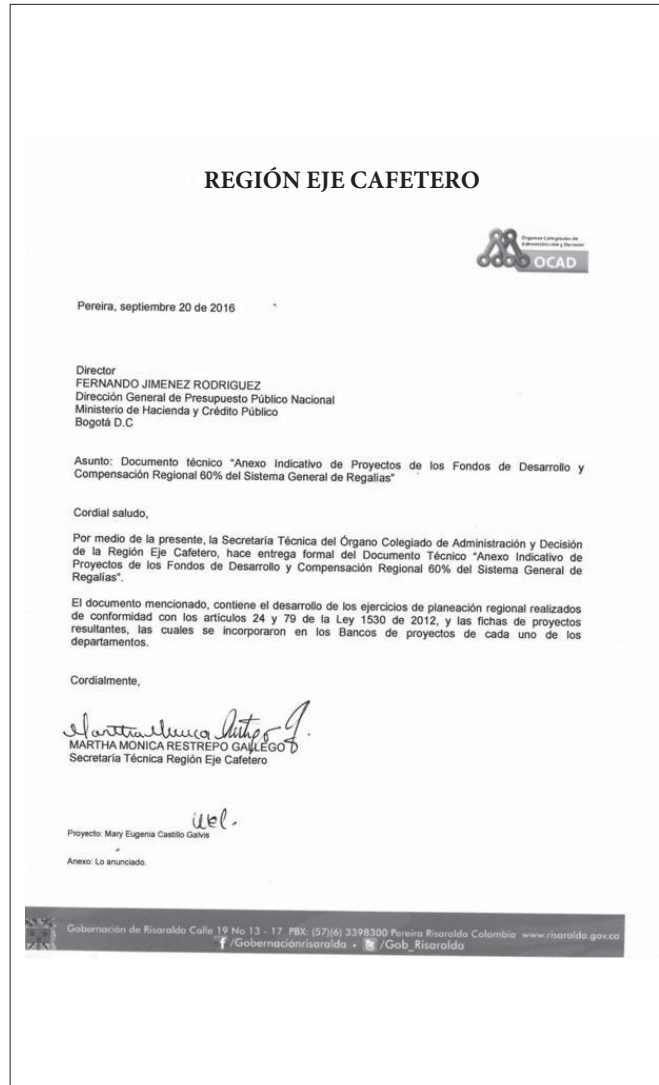 REGIÓN EJE CAFETERO
Órganos Colegiados de
Administración y Decisión
OCAD
Pereira, septiembre 20 de 2016
Director
FERNANDO JIMENEZ RODRIGUEZ
Dirección General de Presupuesto Público Nacional
Ministerio de Hacienda y Crédito Público
Bogotá D.C
Asunto: Documento técnico "Anexo Indicativo de Proyectos de los Fondos de Desarrollo y
Compensación Regional 60% del Sistema General de Regalías"
Cordial saludo,
Por medio de la presente, la Secretaría Técnica del Órgano Colegiado de Administración y Decisión
de la Región Eje Cafetero, hace entrega formal del Documento Técnico "Anexo Indicativo de
Proyectos de los Fondos de Desarrollo y Compensación Regional 60% del Sistema General de
Regalías".
El documento mencionado, contiene el desarrollo de los ejercicios de planeación regional realizados
de conformidad con los artículos 24 y 79 de la Ley 1530 de 2012, y las fichas de proyectos
resultantes, las cuales se incorporaron en los Bancos de proyectos de cada uno de los
departamentos.
Cordialmente,
MARTHA MONICA RESTREPO GALLEGO
Secretaria Técnica Región Eje Cafetero
Proyecto: Mary Eugenia Castillo Galvis
Anexo: Lo anunciado.
Gobernación de Risaralda Calle 19 No 13 - 17 PBX: (57)(6) 3398300 Pereira Risaralda Colombia www.risaralda.gov.co
/Gobernaciónrisaralda - /Gob_Risaralda